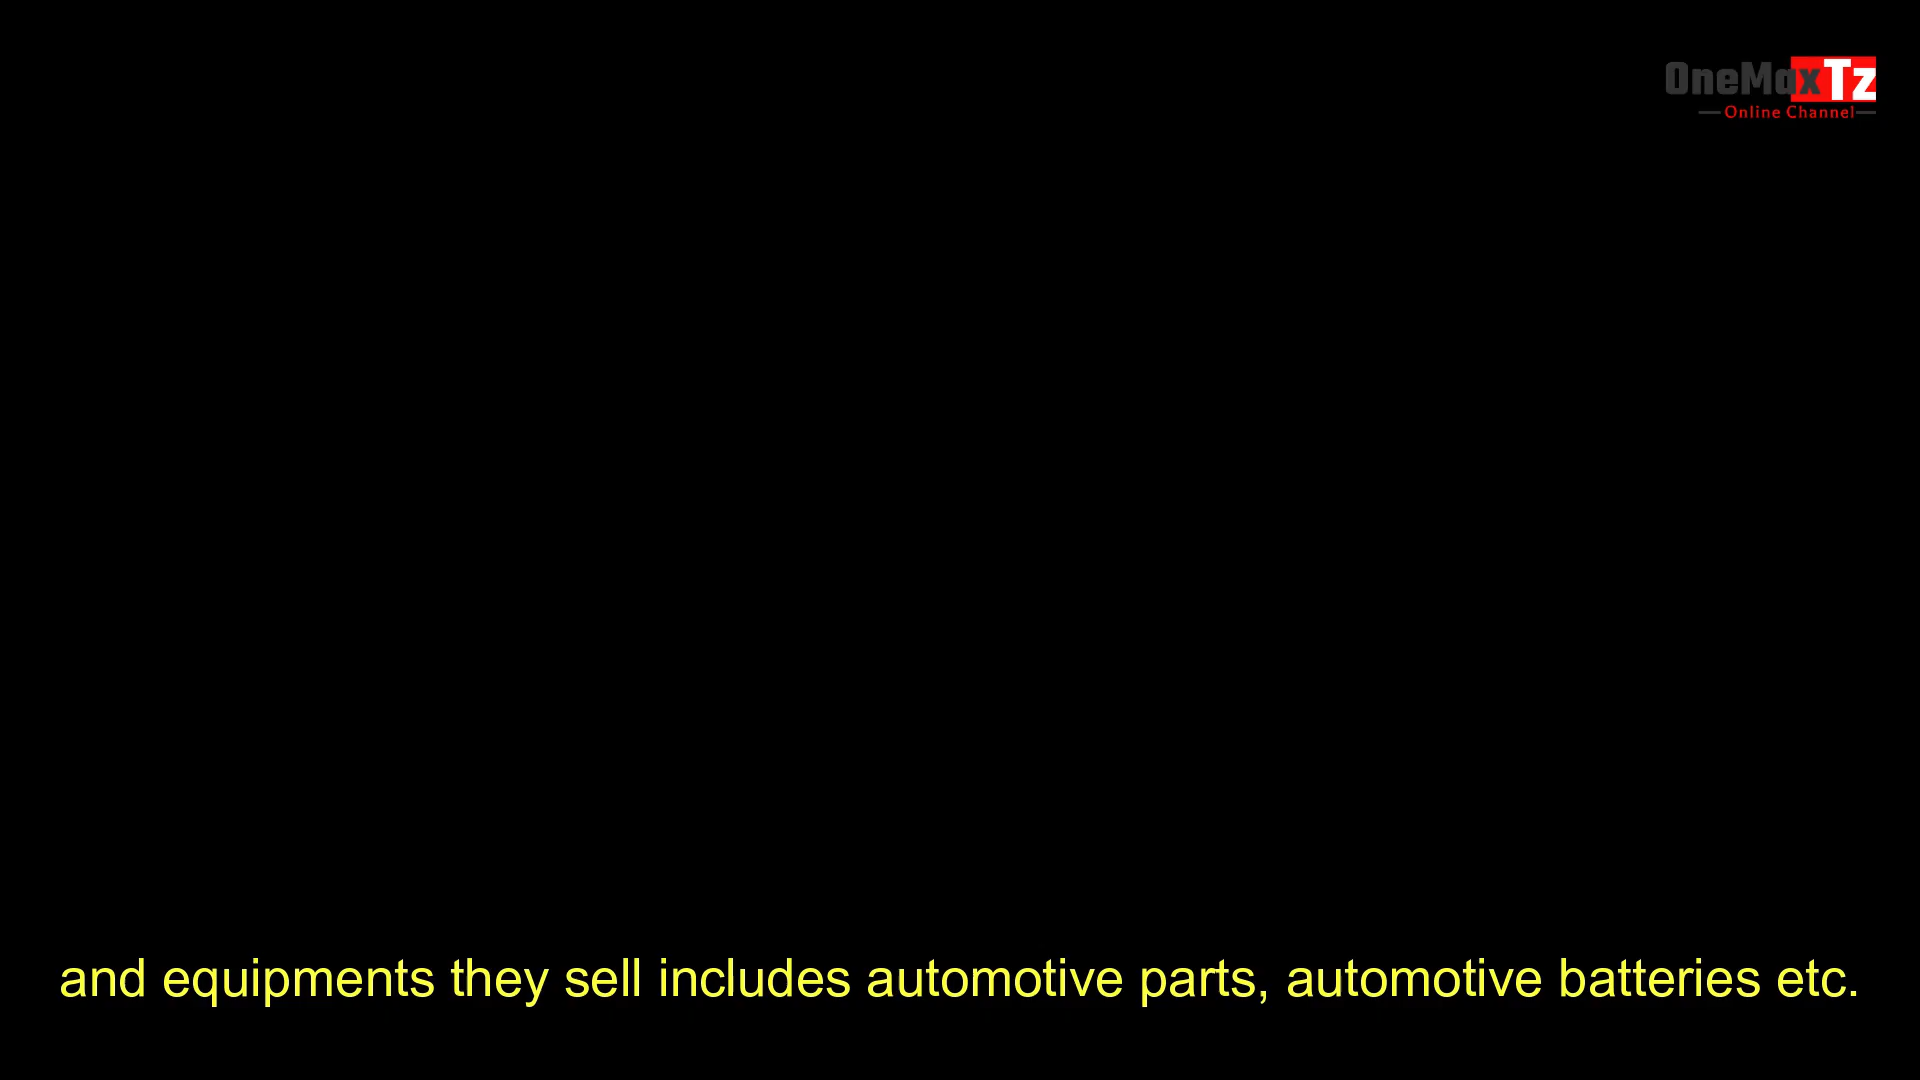 OneMaxTz
Online Channel
and equipments they sell includes automotive parts, automotive batteries etc.